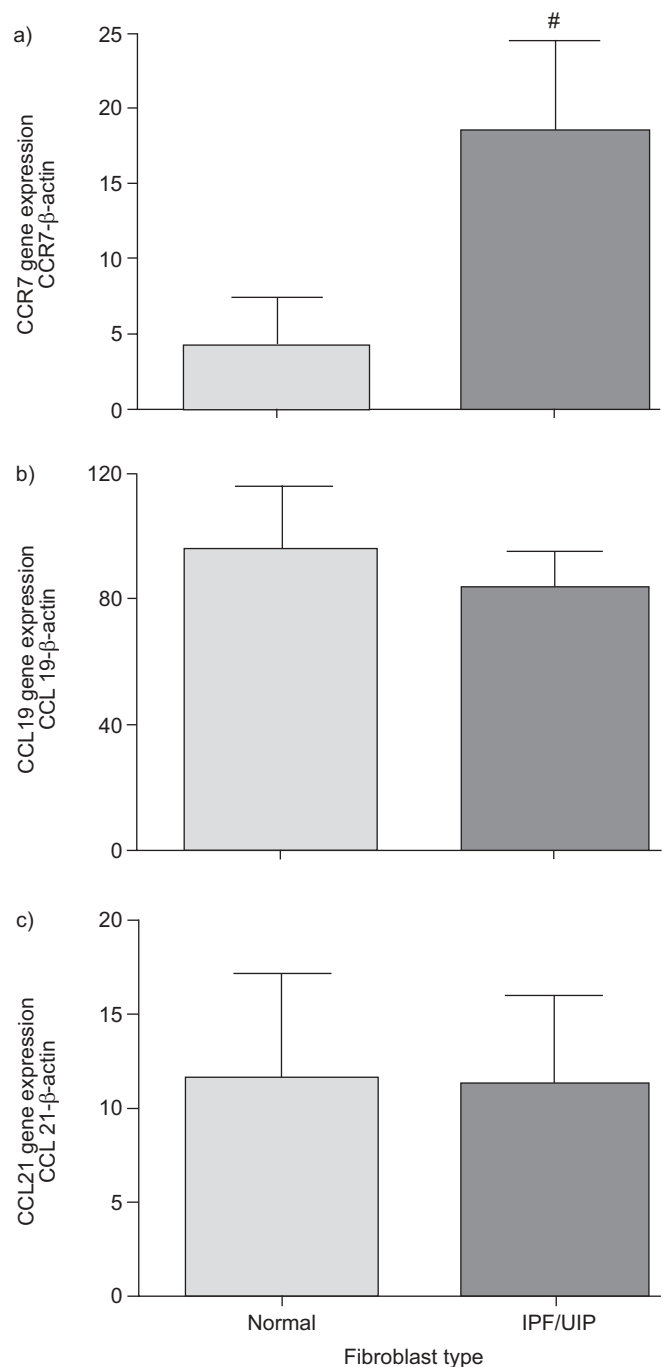 a)
#
25
20
15
10
5
0
CCR7 gene expression
CCR7-β-actin
b)
120
80
40
0
CCL19 gene expression
CCL 19-β-actin
c)
20
15
10
5
0
CCL21 gene expression
CCL 21-β-actin
Normal IPF/UIP
Fibroblast type